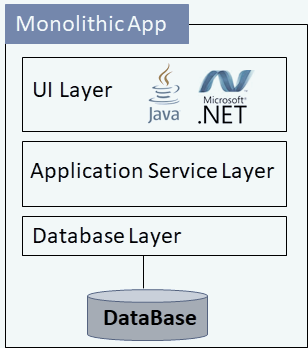 Monolithic App
UI Layer
Java
Microsoft
.NET
Application Service Layer
Database Layer
DataBase